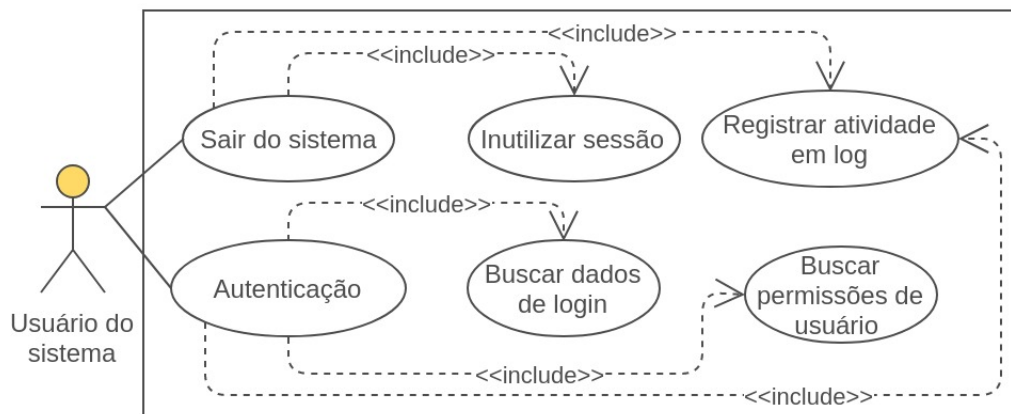 <<include>>
<<include>>
Sair do sistema
Inutilizar sessão
Registrar atividade
em log
<<include>>
Autenticação
Buscar dados
de login
Buscar
permissões de
usuário
Usuário do
sistema
<<include>>
<<include>>